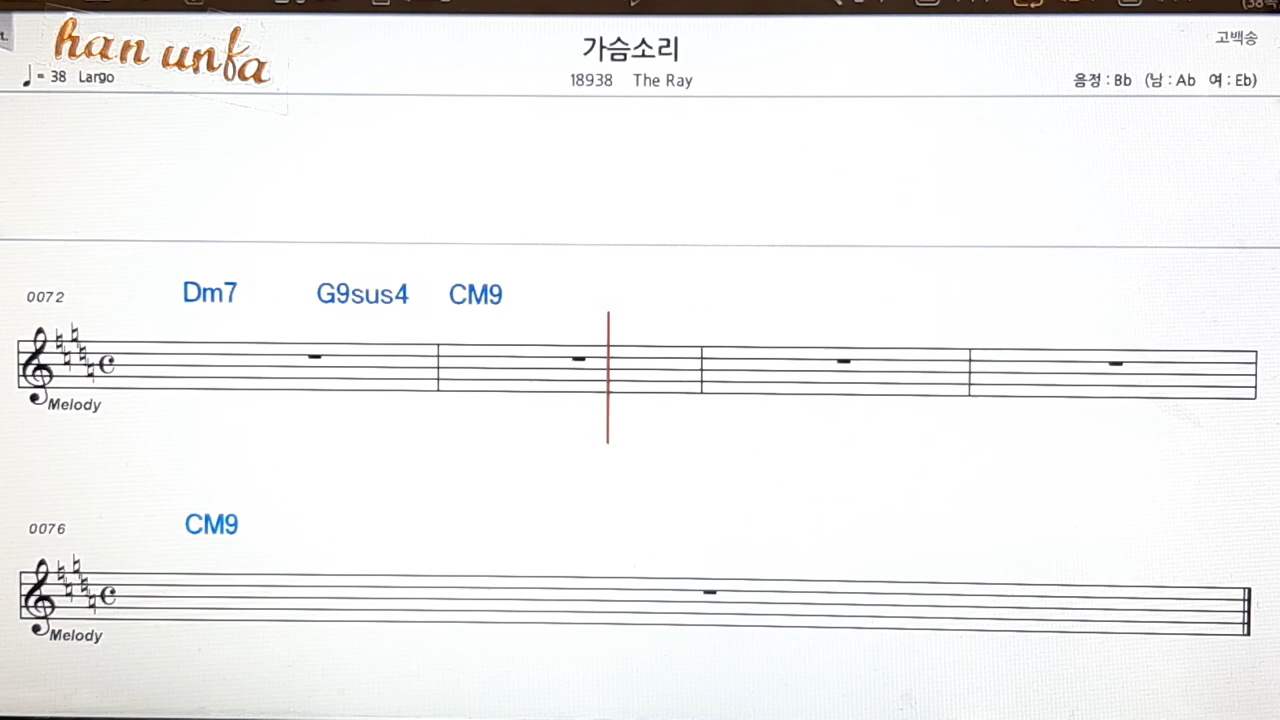 han unfa
가슴소리
고백송
♩= 38 Largo
18938 The Ray
음정 : Bb (남 : Ab 여 : Eb)
0072 Dm7 G9sus4 CM9
Melody
0076 CM9
Melody